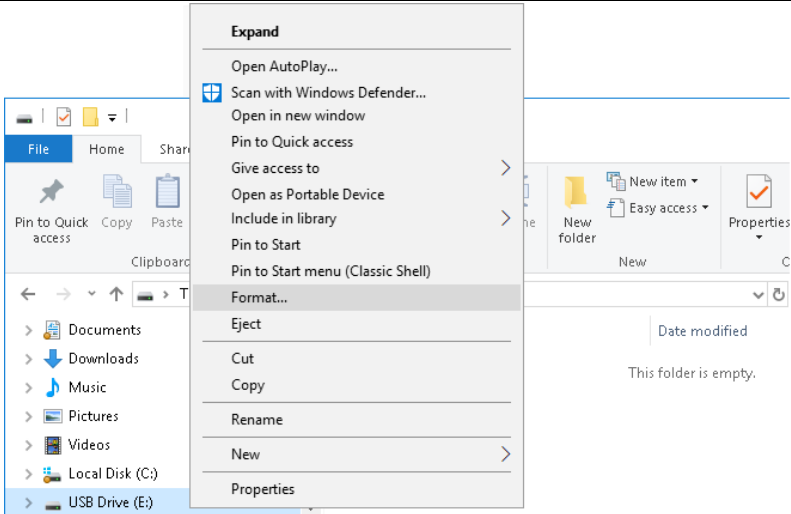 Expand
Open AutoPlay...
Scan with Windows Defender...
Open in new window
Pin to Quick access
Give access to
Open as Portable Device
Include in library
Pin to Start
Pin to Start menu (Classic Shell)
Format...
Eject
Cut
Copy
Rename
New
Properties
File
Home
Pin to Quick
access
Copy
Paste
Clipboard
New
folder
New item
Easy access
New
Properties
Documents
Downloads
Music
Pictures
Videos
Local Disk (C:)
USB Drive (E:)
Date modified
This folder is empty.